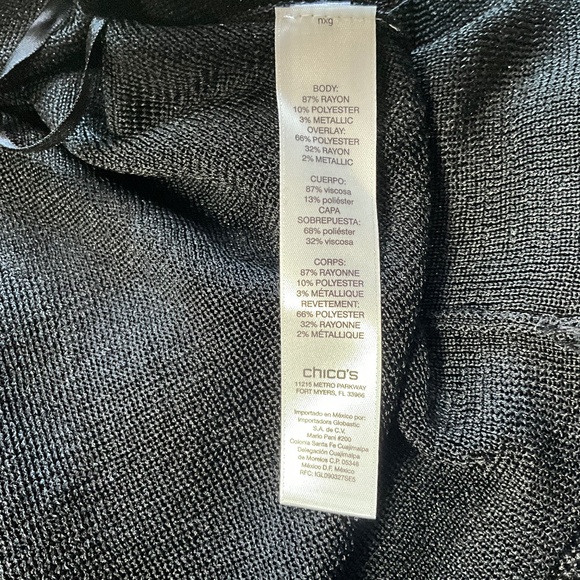 nxg
BODY:
87% RAYON
10% POLYESTER
3% METALLIC
OVERLAY:
66% POLYESTER
32% RAYON
2% METALLIC
CUERPO:
87% viscosa
13% poliéster
CAPA
SOBREPUESTA:
68% poliéster
32% viscosa
CORPS:
87% RAYONNE
10% POLYESTER
3% MÉTALLIQUE
REVETEMENT:
66% POLYESTER
32% RAYONNE
2% MÉTALLIQUE
chico's
11215 METRO PARKWAY
FORT MYERS, FL 33966
Importado en México por:
Importadora Globastic
S.A. de C.V.
Mario Pani #200
Colonia Santa Fe Cuajimalpa
Delegación Cuajimalpa
de Morelos C.P. 05348
México D.F. México
RFC: IGL090327SE5